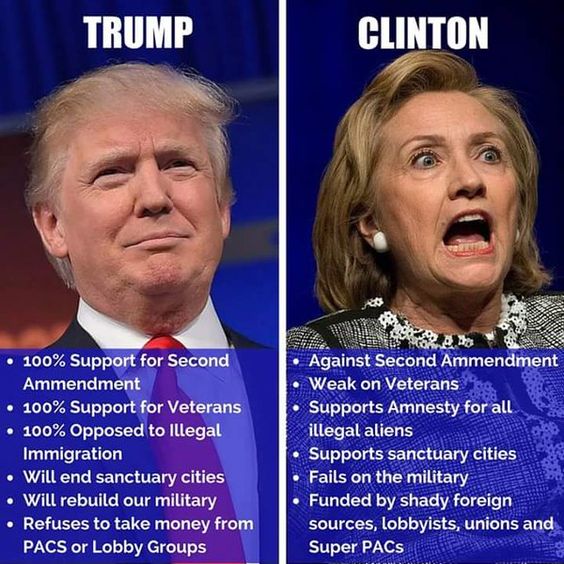 TRUMP
• 100% Support for Second
Ammendment
• 100% Support for Veterans
• 100% Opposed to Illegal
Immigration
• Will end sanctuary cities
• Will rebuild our military
• Refuses to take money from
PACS or Lobby Groups
CLINTON
• Against Second Ammendment
• Weak on Veterans
• Supports Amnesty for all
illegal aliens
• Supports sanctuary cities
• Fails on the military
• Funded by shady foreign
sources, lobbyists, unions and
Super PACs